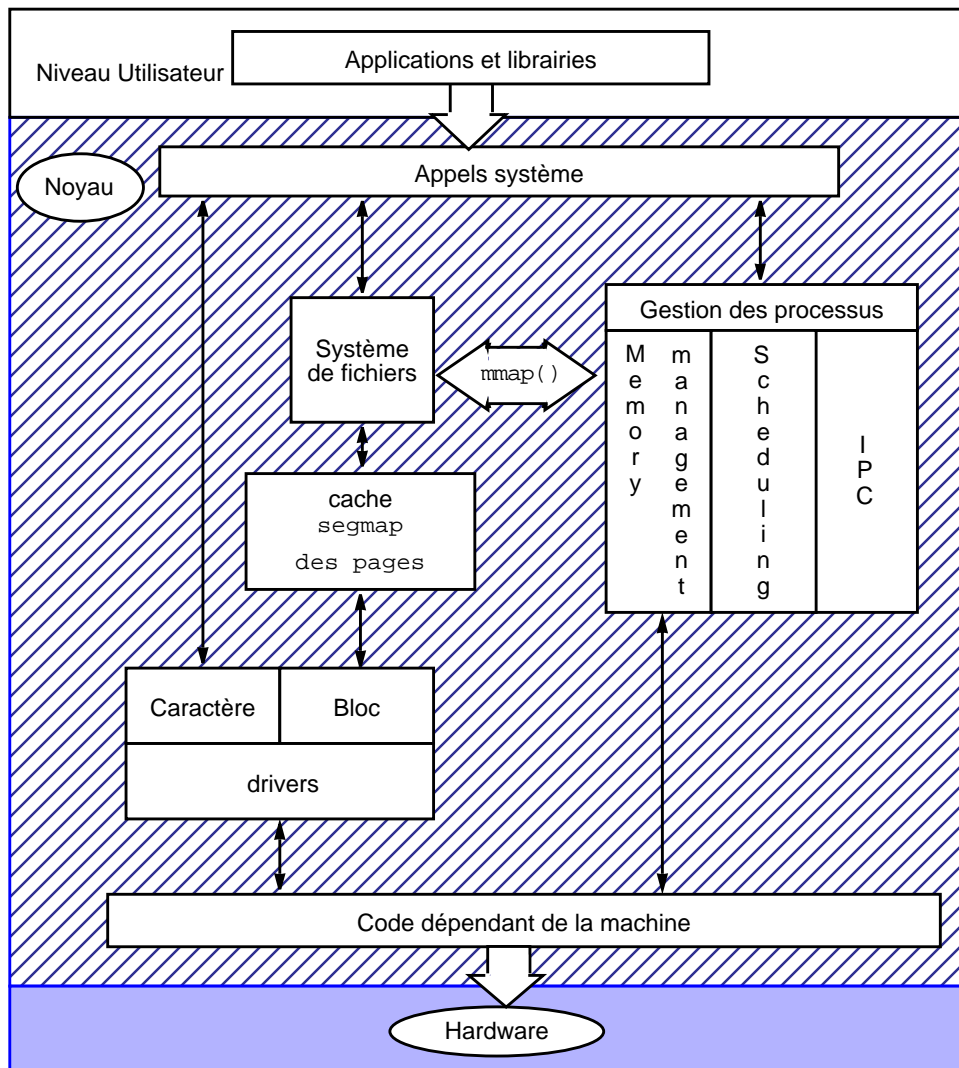 Applications et librairies
Niveau Utilisateur
Noyau
Appels système
Gestion des processus
Système
de fichiers
mmap()
Memory
management
Scheduling
IPC
cache
segmap
des pages
Caractère
Bloc
drivers
Code dépendant de la machine
Hardware